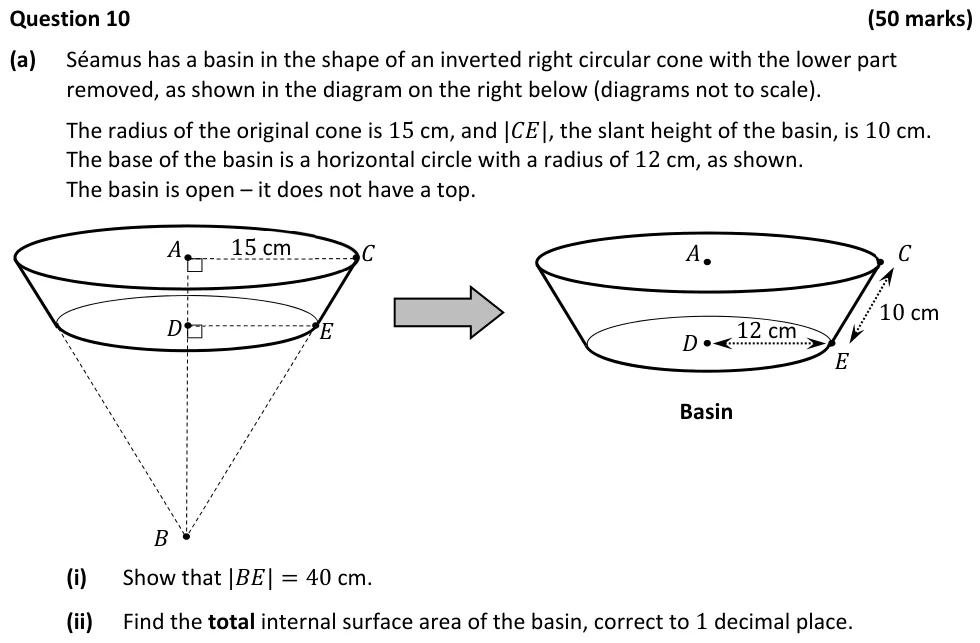 Question 10 (50 marks)
(a) Séamus has a basin in the shape of an inverted right circular cone with the lower part
removed, as shown in the diagram on the right below (diagrams not to scale).
The radius of the original cone is 15 cm, and |CE|, the slant height of the basin, is 10 cm.
The base of the basin is a horizontal circle with a radius of 12 cm, as shown.
The basin is open – it does not have a top.
A 15 cm C
D E
B
A C
10 cm
D 12 cm
E
Basin
(i) Show that |BE| = 40 cm.
(ii) Find the total internal surface area of the basin, correct to 1 decimal place.